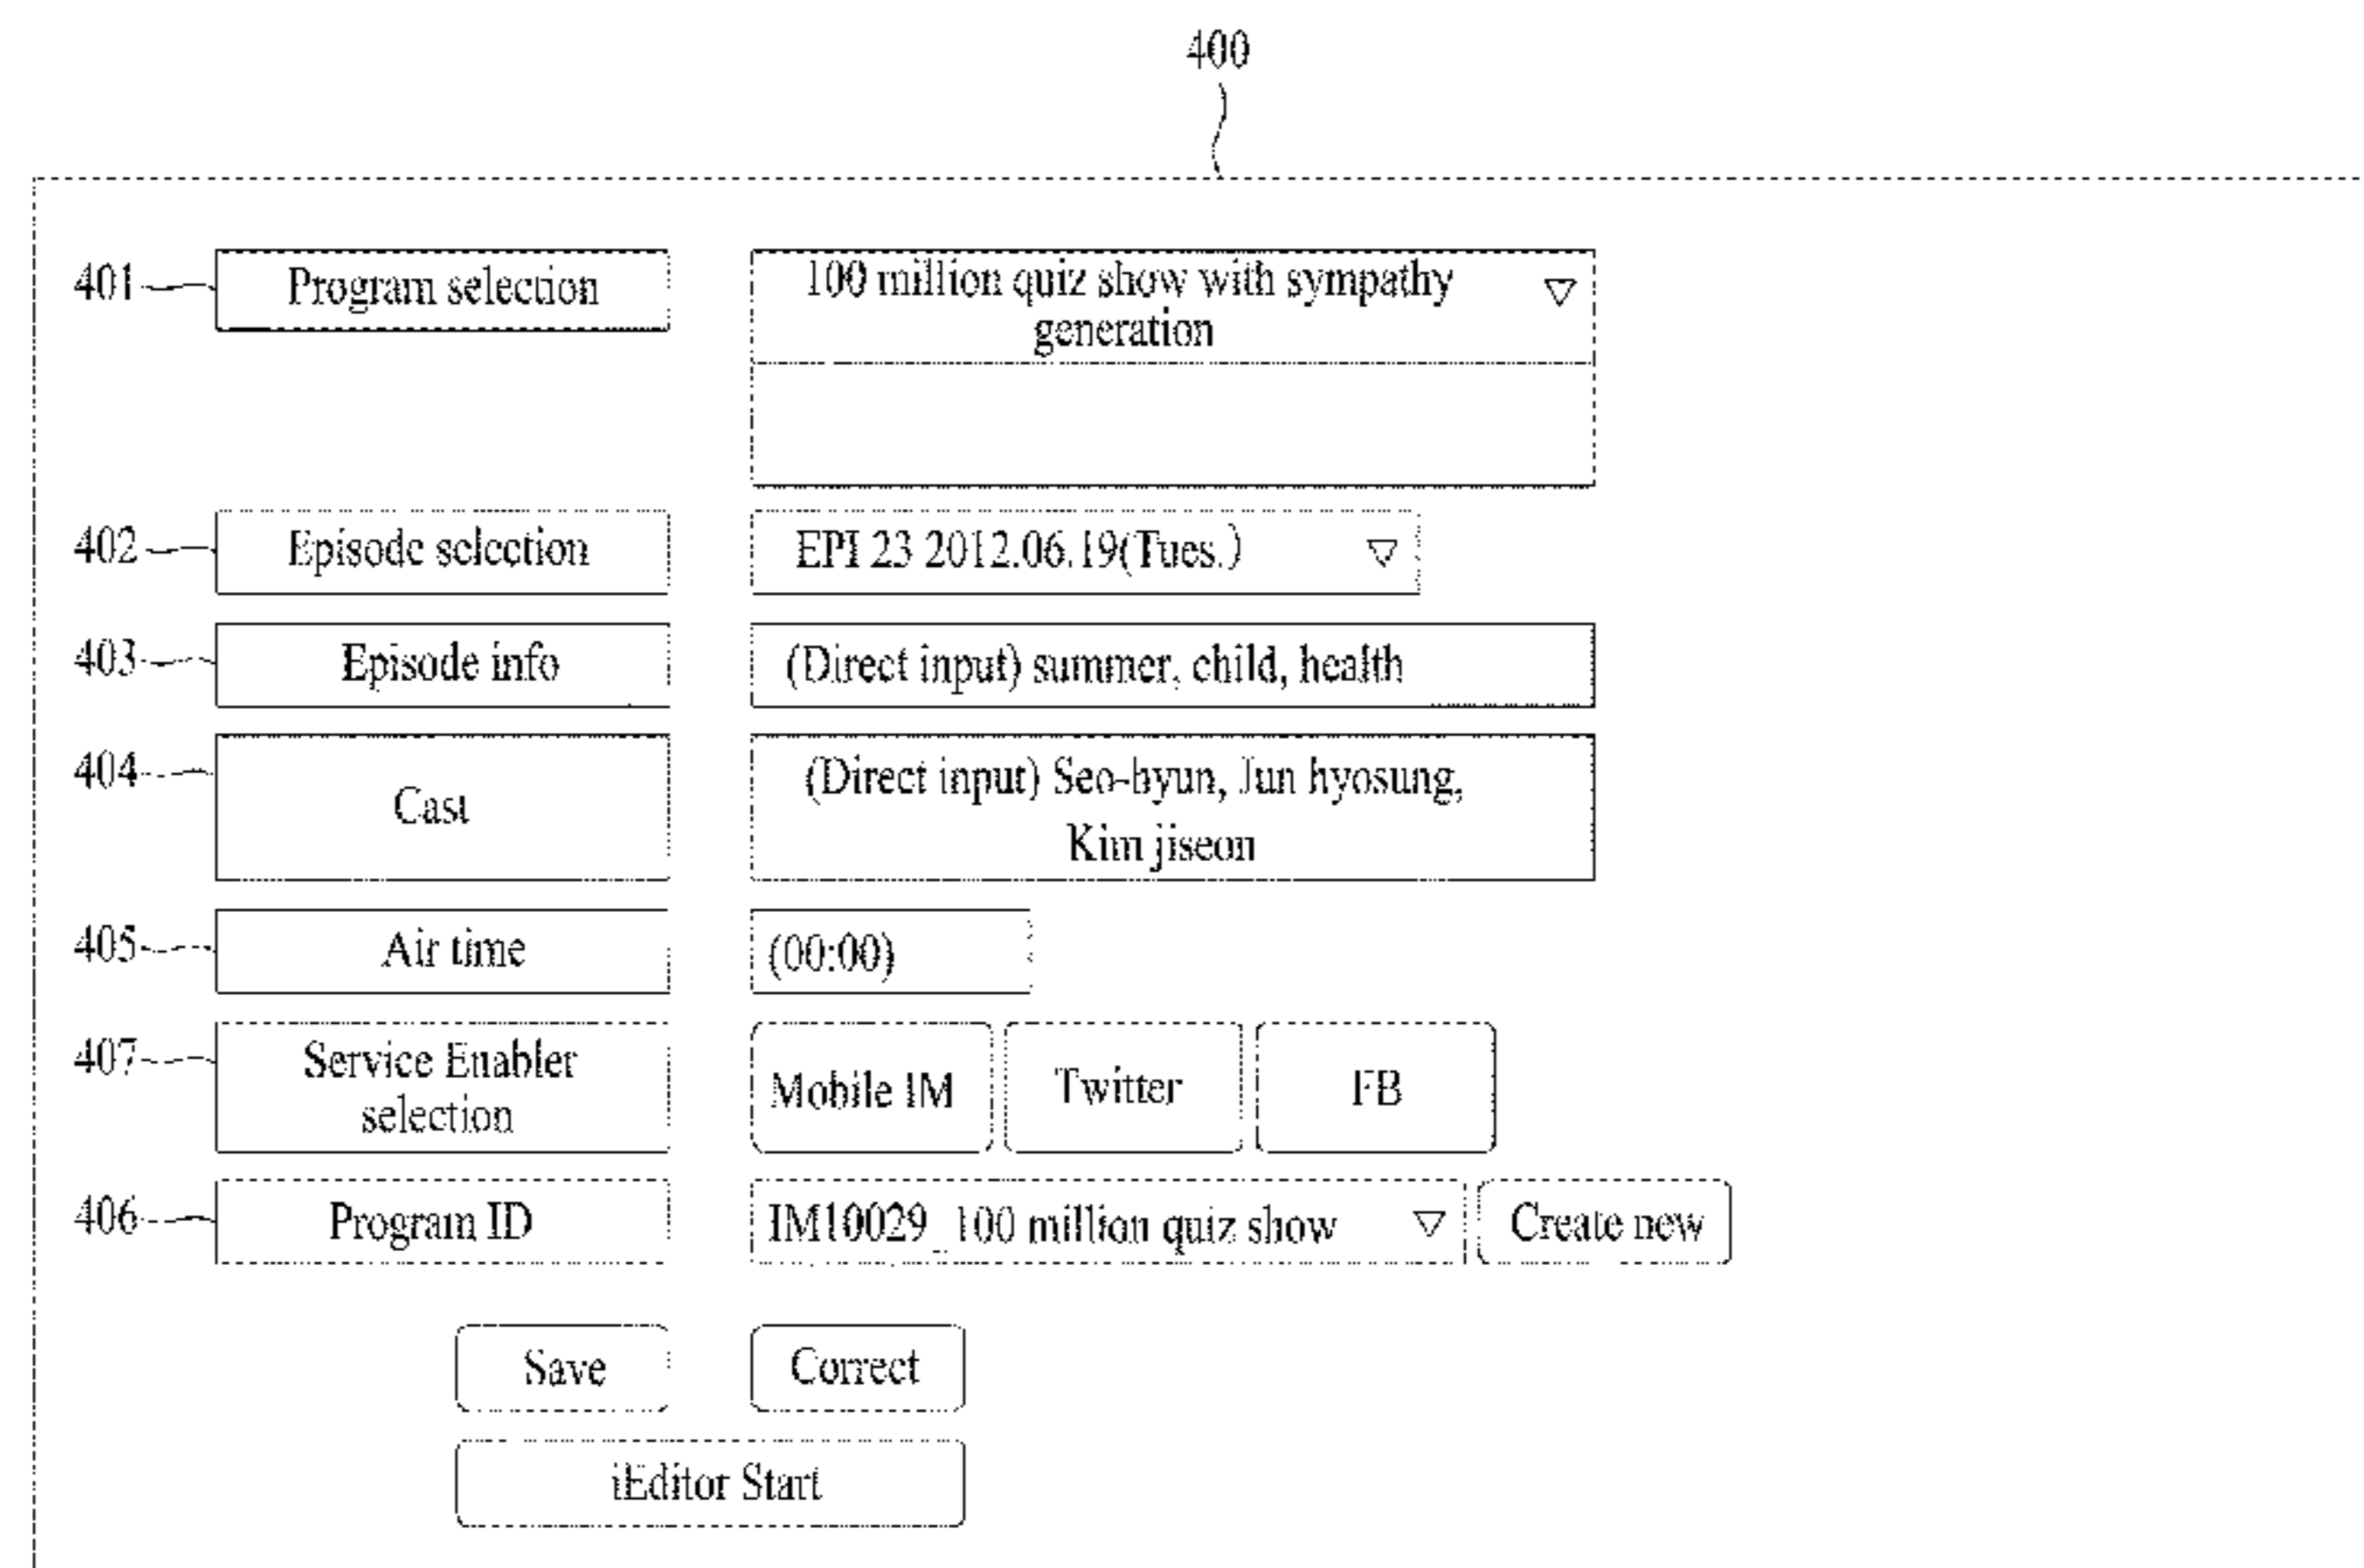 400
401 Program selection 100 million quiz show with sympathy
generation
402 Episode selection EPI 23 2012.06.19(Tues.)
403 Episode info (Direct input) summer, child, health
404 Cast (Direct input) Seo-hyun, Jun hyosung,
Kim jiseon
405 Air time (00:00)
407 Service Enabler
selection Mobile IM Twitter FB
406 Program ID IM10029_100 million quiz show Create new
Save Correct
iEditor Start